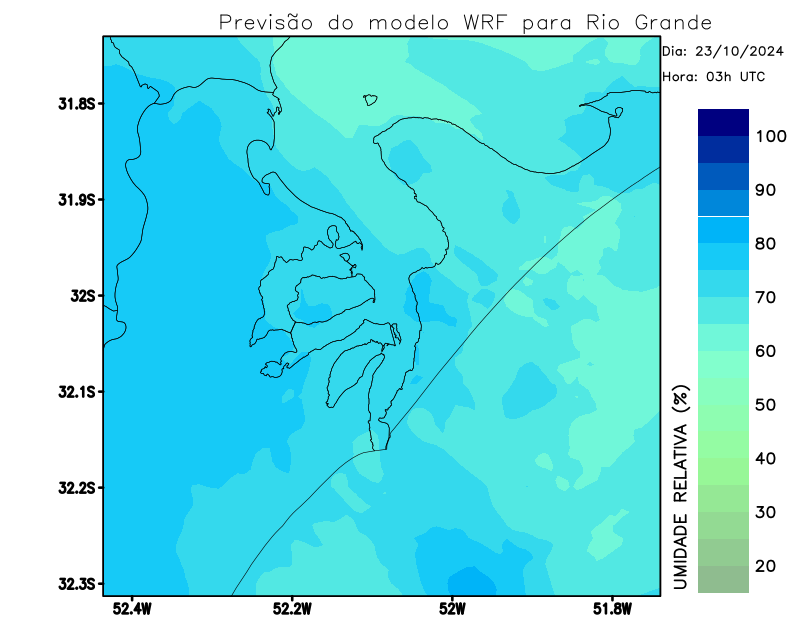 Previsão do modelo WRF para Rio Grande
Dia: 23/10/2024
Hora: 03h UTC
31.8S
31.9S
32S
32.1S
32.2S
32.3S
52.4W
52.2W
52W
51.8W
100
90
80
70
60
50
40
30
20
UMIDADE RELATIVA (%)